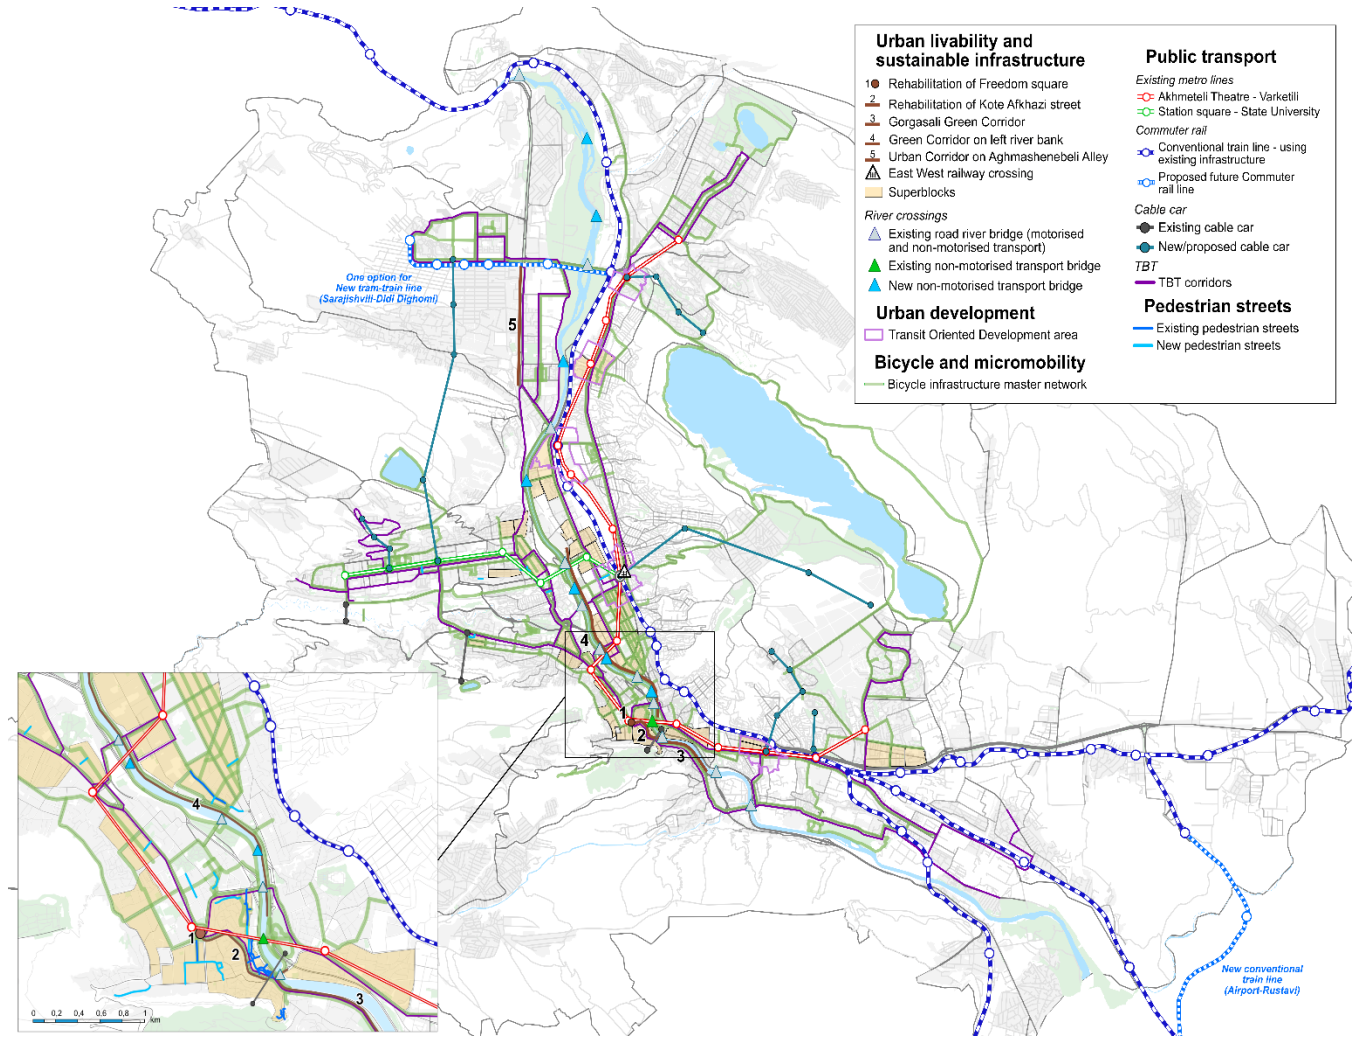 Urban livability and
sustainable infrastructure
1 Rehabilitation of Freedom square
2 Rehabilitation of Kote Afkhazi street
3 Gorgasali Green Corridor
4 Green Corridor on left river bank
5 Urban Corridor on Aghmashenebeli Alley
East West railway crossing
Superblocks
River crossings
Existing road river bridge (motorised
and non-motorised transport)
Existing non-motorised transport bridge
New non-motorised transport bridge
Urban development
Transit Oriented Development area
Bicycle and micromobility
Bicycle infrastructure master network
Public transport
Existing metro lines
Akhmeteli Theatre - Varketili
Station square - State University
Commuter rail
Conventional train line - using
existing infrastructure
Proposed future Commuter
rail line
Cable car
Existing cable car
New/proposed cable car
TBT
TBT corridors
Pedestrian streets
Existing pedestrian streets
New pedestrian streets
One option for
New tram-train line
(Sarajishvili-Didi Dighomi)
5
4
1
2
3
4
1
2
3
0 0,2 0,4 0,6 0,8 1
km
New conventional
train line
(Airport-Rustavi)